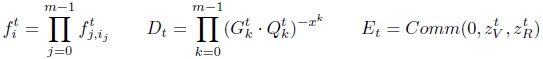 f_i^t = \prod_{j=0}^{m-1} f_{j,i_j}^t    D_t = \prod_{k=0}^{m-1} (G_k^t \cdot Q_k^t)^{-x^k}    E_t = Comm(0, z_V^t, z_R^t)